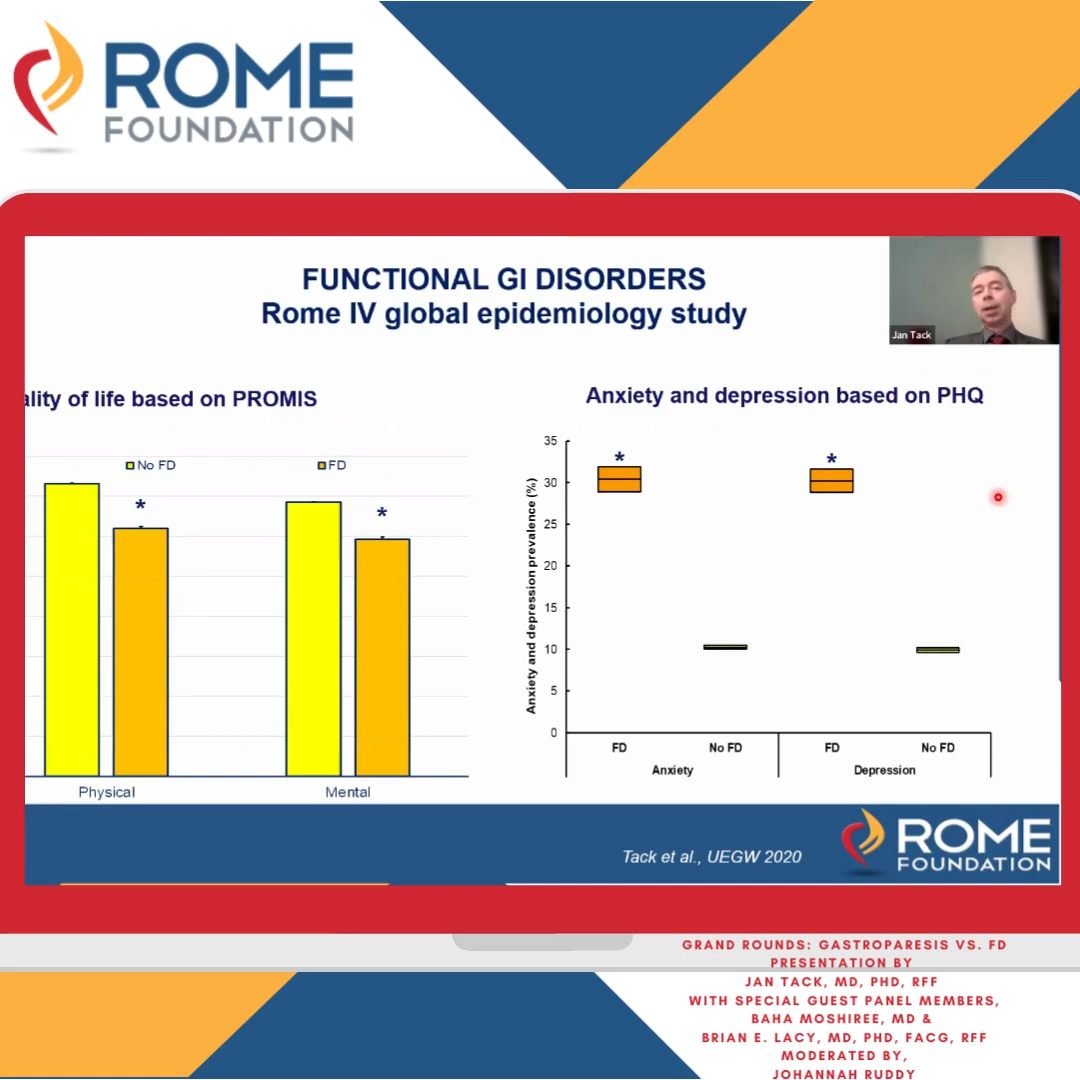 ROME
FOUNDATION
FUNCTIONAL GI DISORDERS
Rome IV global epidemiology study
Jan Tack
ality of life based on PROMIS
No FD
FD
*
*
Physical
Mental
Anxiety and depression based on PHQ
Anxiety and depression prevalence (%)
35
30
25
20
15
10
5
0
*
*
FD
No FD
FD
No FD
Anxiety
Depression
Tack et al., UEGW 2020
ROME
FOUNDATION
GRAND ROUNDS: GASTROPARESIS VS. FD
PRESENTATION BY
JAN TACK, MD, PHD, RFF
WITH SPECIAL GUEST PANEL MEMBERS,
BAHA MOSHIREE, MD &
BRIAN E. LACY, MD, PHD, FACG, RFF
MODERATED BY,
JOHANNAH RUDDY